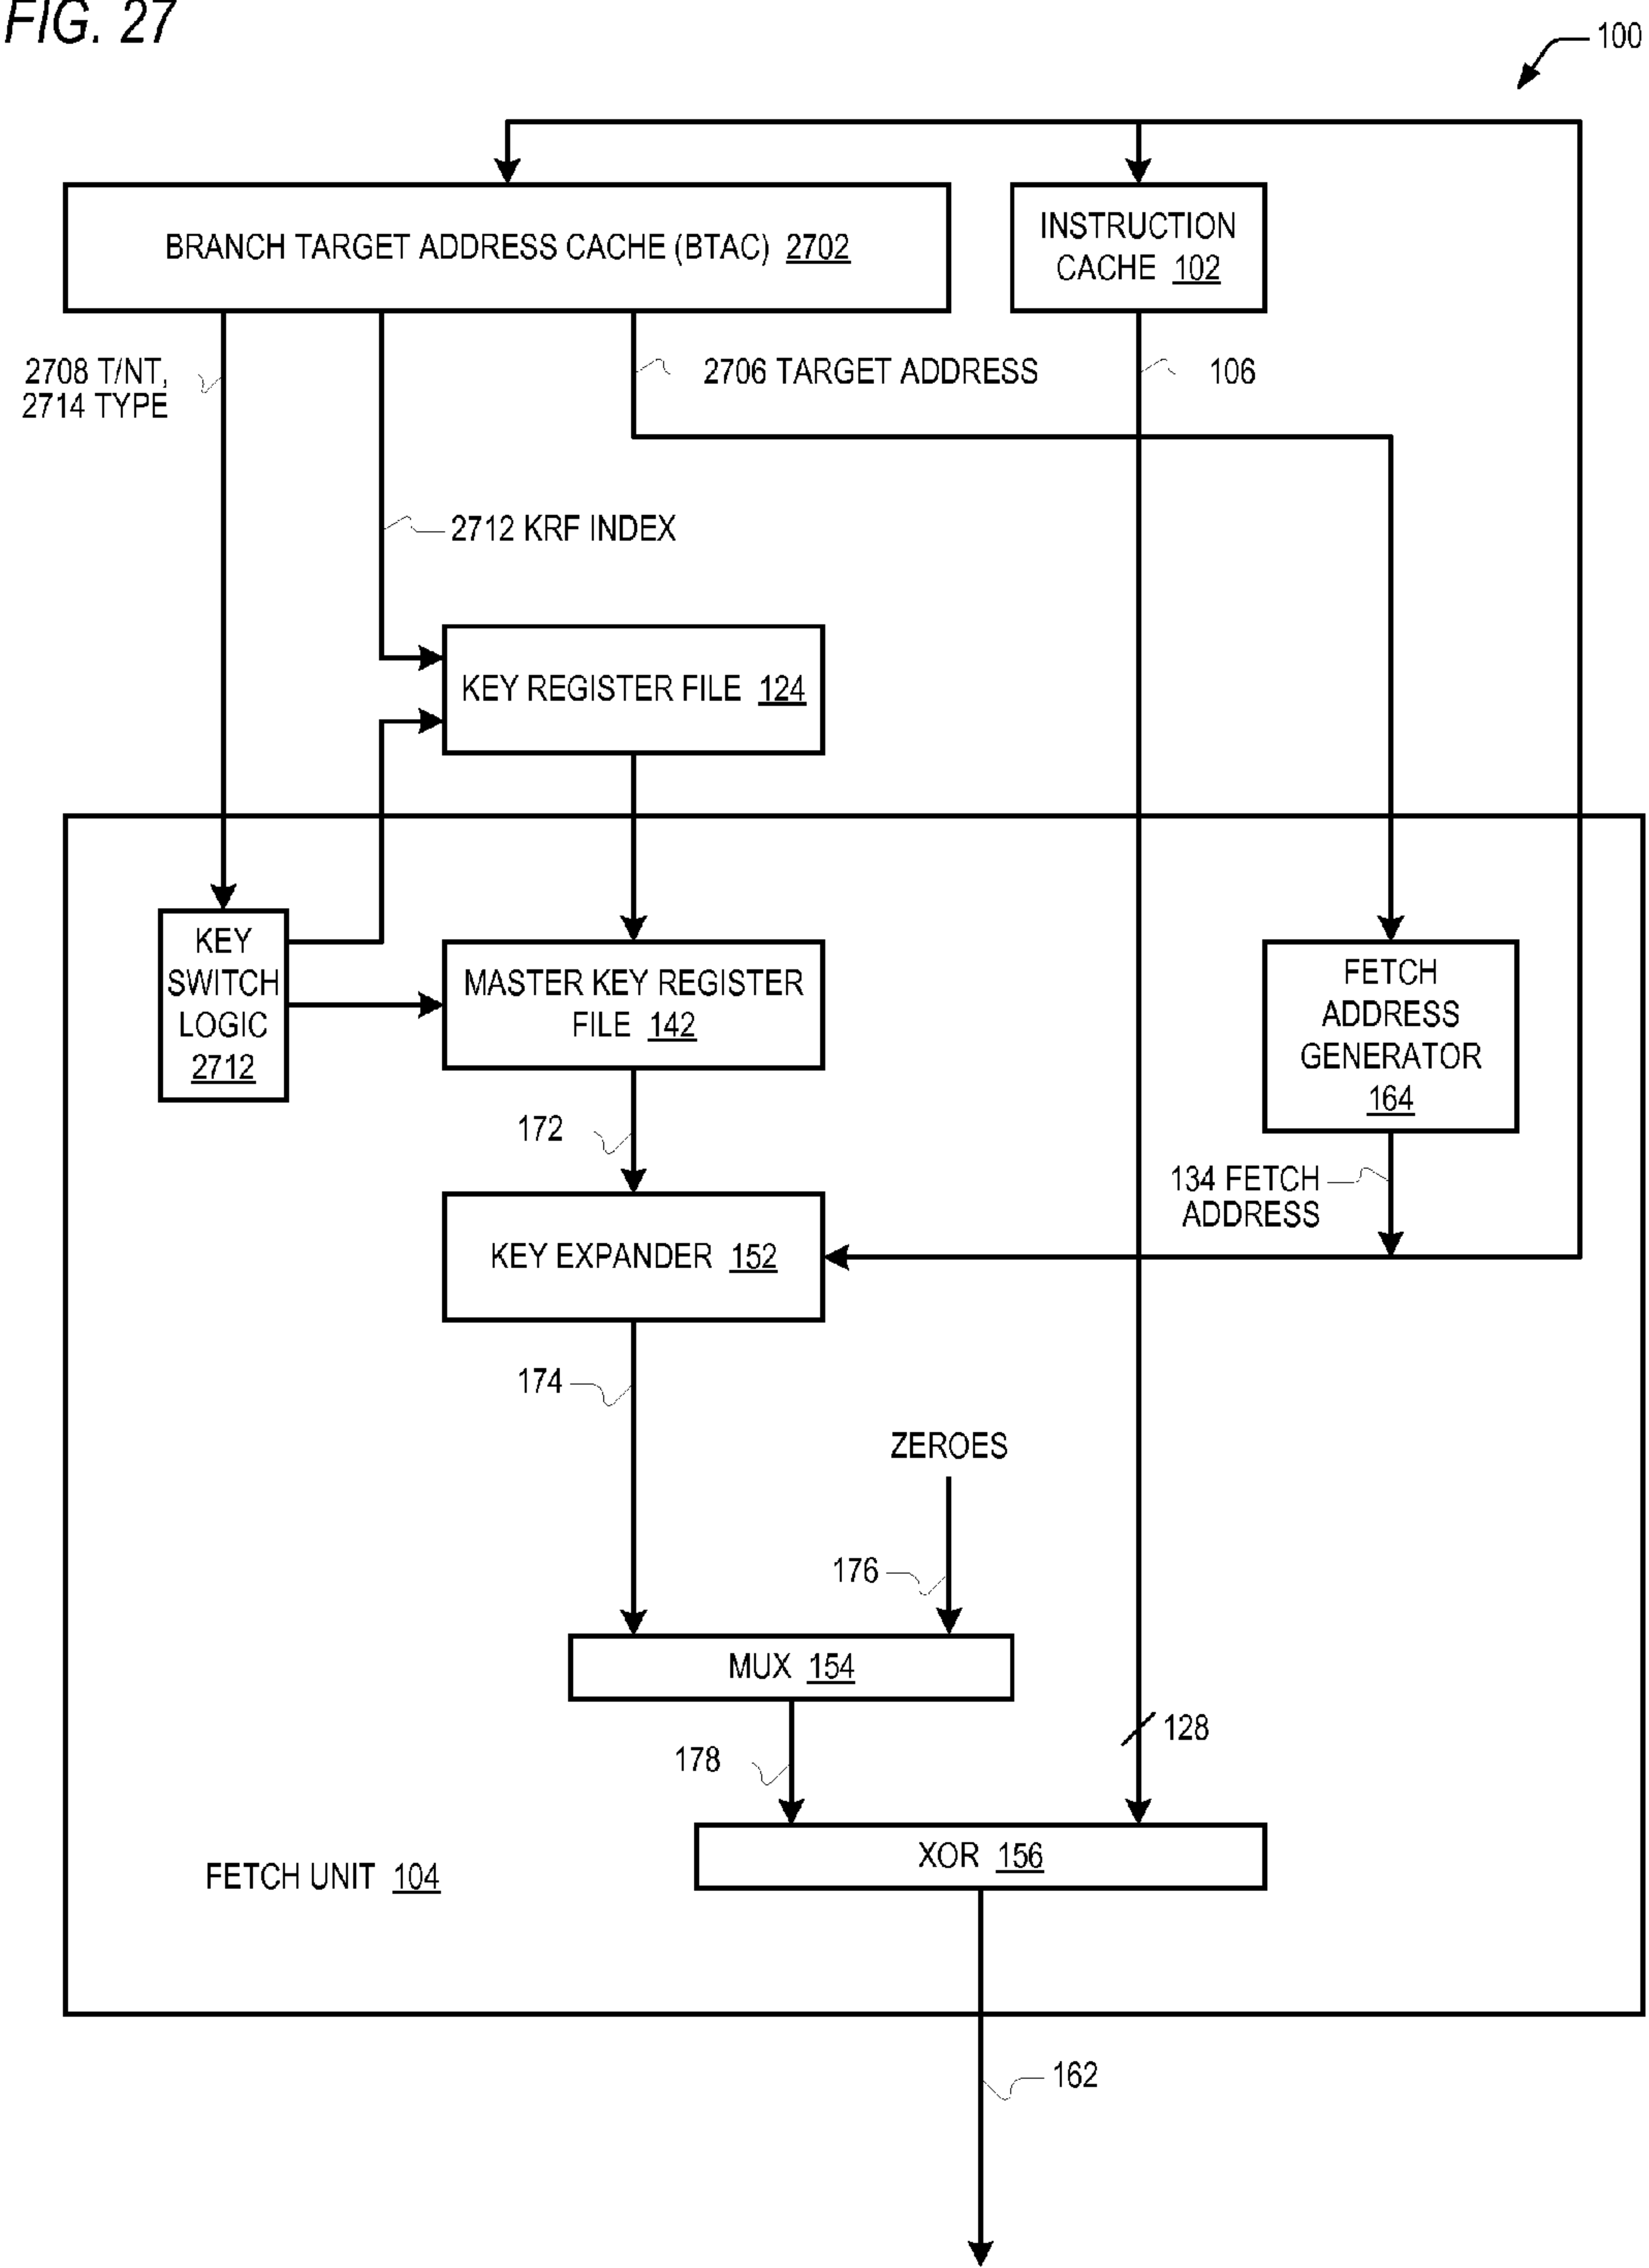 FIG. 27
100
BRANCH TARGET ADDRESS CACHE (BTAC) 2702
INSTRUCTION
CACHE 102
2708 T/NT,
2714 TYPE
2706 TARGET ADDRESS
106
2712 KRF INDEX
KEY REGISTER FILE 124
KEY
SWITCH
LOGIC
2712
MASTER KEY REGISTER
FILE 142
FETCH
ADDRESS
GENERATOR
164
172
134 FETCH
ADDRESS
KEY EXPANDER 152
174
ZEROES
176
MUX 154
128
178
XOR 156
FETCH UNIT 104
162